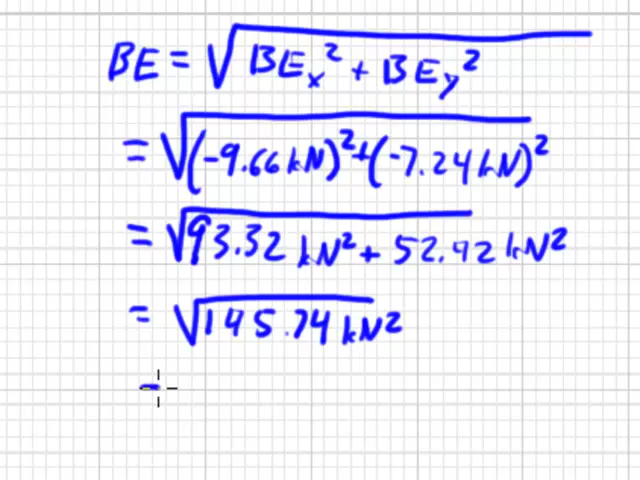 BE = √(BEₓ² + BEᵧ²)
= √((-9.66 kN)² + (-7.24 kN)²)
= √(93.32 kN² + 52.42 kN²)
= √(145.74 kN²)
=